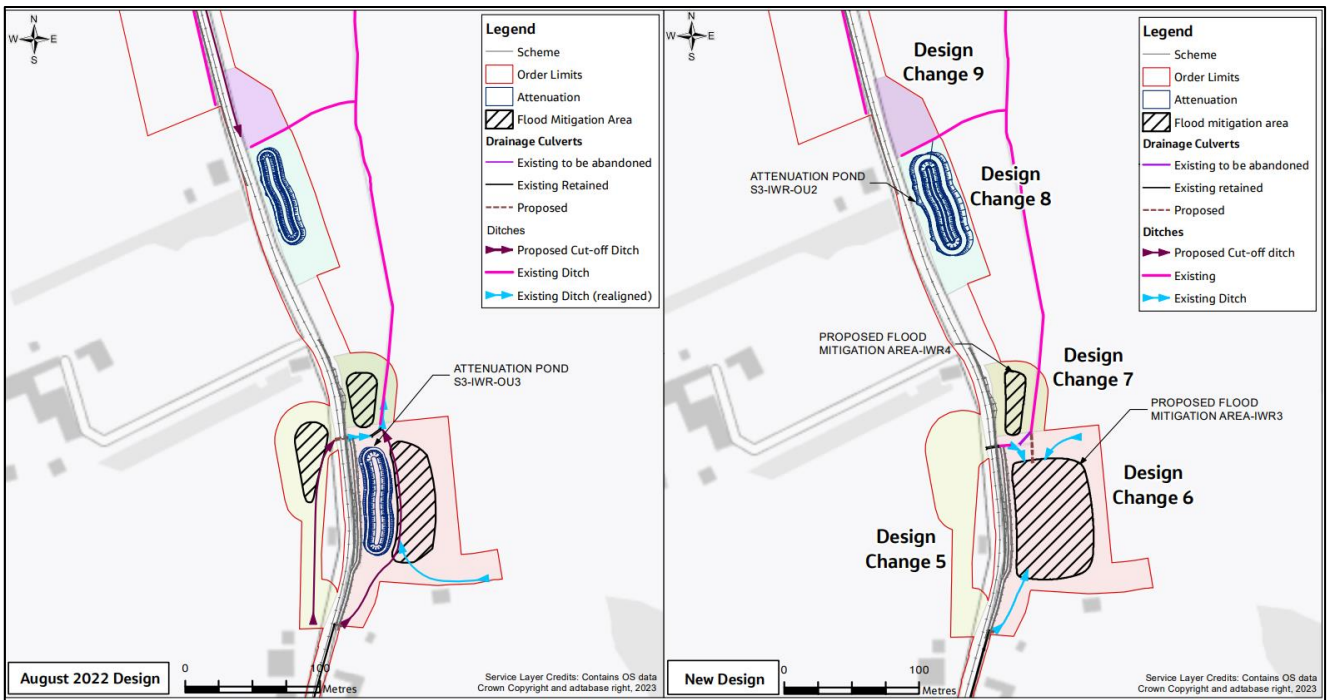 N
W E
S
Legend
Scheme
Order Limits
Attenuation
Flood Mitigation Area
Drainage Culverts
Existing to be abandoned
Existing Retained
Proposed
Ditches
Proposed Cut-off Ditch
Existing Ditch
Existing Ditch (realigned)
ATTENUATION POND
S3-IWR-OU3
August 2022 Design
0 100
Metres
Service Layer Credits: Contains OS data
Crown Copyright and adtabase right, 2023
N
W E
S
Design
Change 9
Legend
Scheme
Order Limits
Attenuation
Flood mitigation area
Drainage Culverts
Existing to be abandoned
Existing retained
Proposed
Ditches
Proposed Cut-off ditch
Existing
Existing Ditch
ATTENUATION POND
S3-IWR-OU2
Design
Change 8
PROPOSED FLOOD
MITIGATION AREA-IWR4
Design
Change 7
PROPOSED FLOOD
MITIGATION AREA-IWR3
Design
Change 6
Design
Change 5
New Design
0 100
Metres
Service Layer Credits: Contains OS data
Crown Copyright and adtabase right, 2023